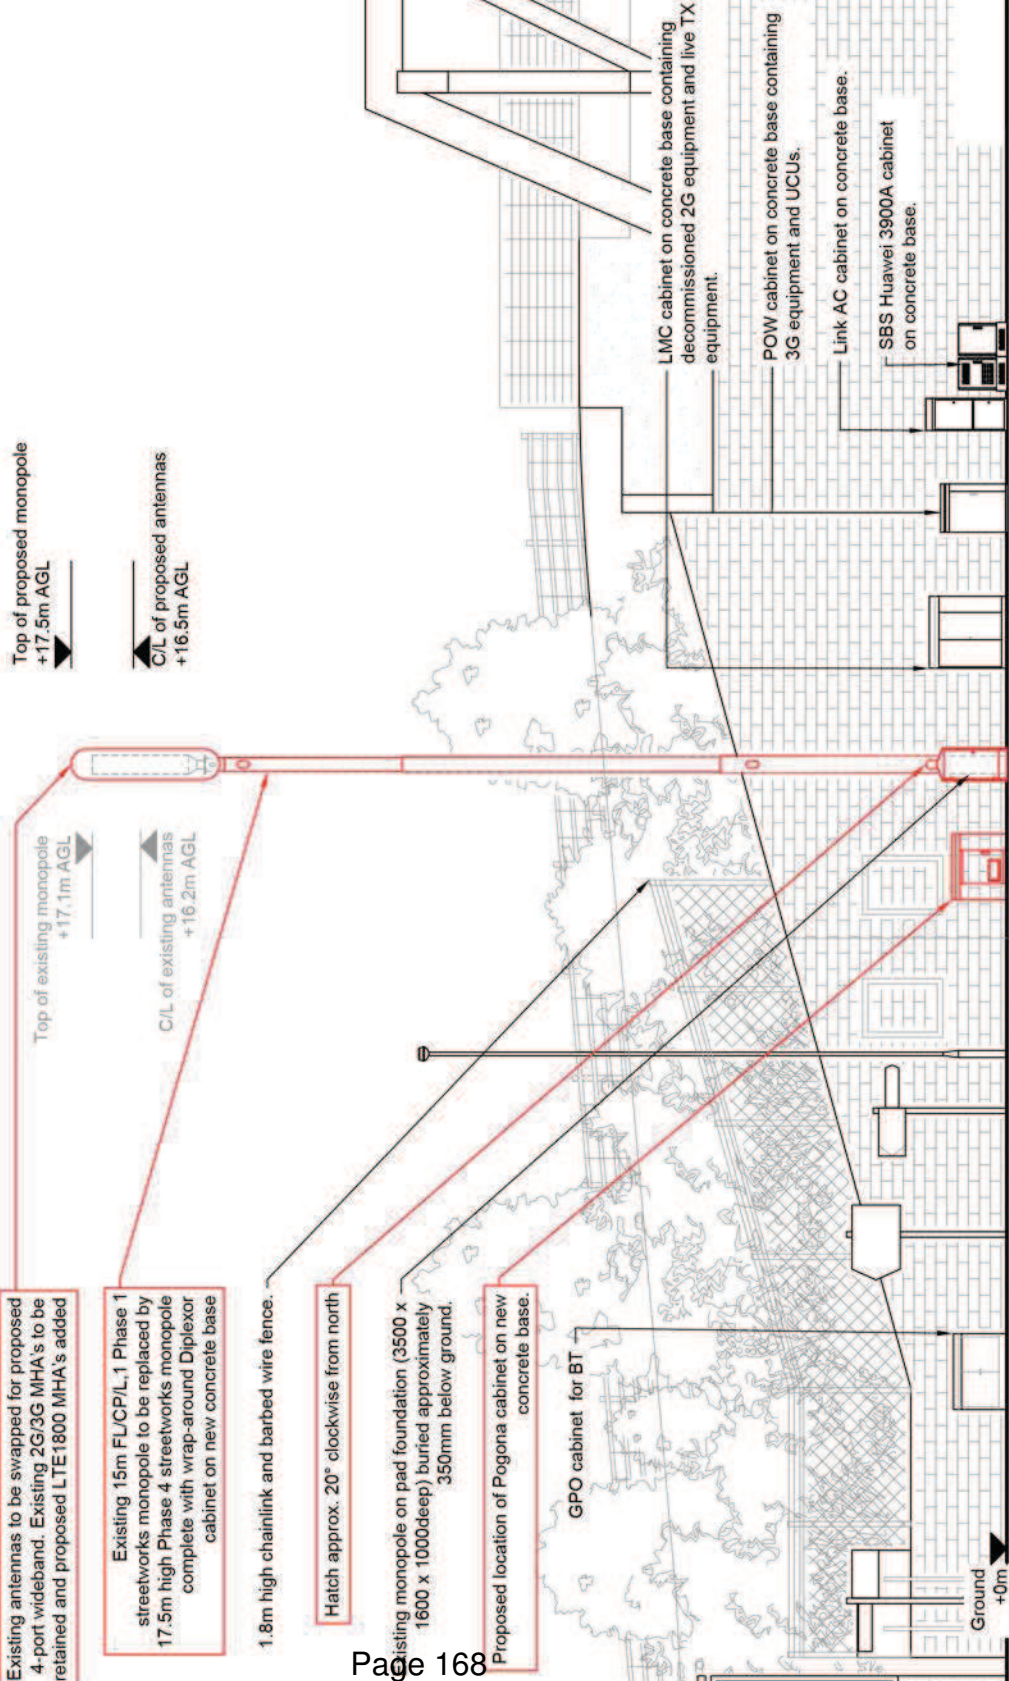 Existing antennas to be swapped for proposed
4-port wideband. Existing 2G/3G MHA's to be
retained and proposed LTE1800 MHA's added
Existing 15m FL/CP/L,1 Phase 1
streetworks monopole to be replaced by
17.5m high Phase 4 streetworks monopole
complete with wrap-around Diplexor
cabinet on new concrete base
1.8m high chainlink and barbed wire fence.
Hatch approx. 20° clockwise from north
Existing monopole on pad foundation (3500 x
1600 x 1000deep) buried approximately
350mm below ground.
Proposed location of Pogona cabinet on new
concrete base.
GPO cabinet for BT
Ground
+0m
Top of existing monopole
+17.1m AGL
C/L of existing antennas
+16.2m AGL
Top of proposed monopole
+17.5m AGL
C/L of proposed antennas
+16.5m AGL
LMC cabinet on concrete base containing
decommissioned 2G equipment and live TX
equipment.
POW cabinet on concrete base containing
3G equipment and UCUs.
Link AC cabinet on concrete base.
SBS Huawei 3900A cabinet
on concrete base.
Page 168